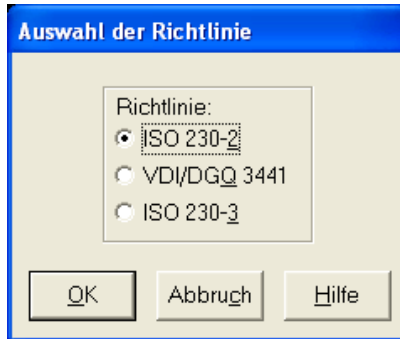 Auswahl der Richtlinie
Richtlinie:
ISO 230-2
VDI/DGQ 3441
ISO 230-3
OK Abbruch Hilfe